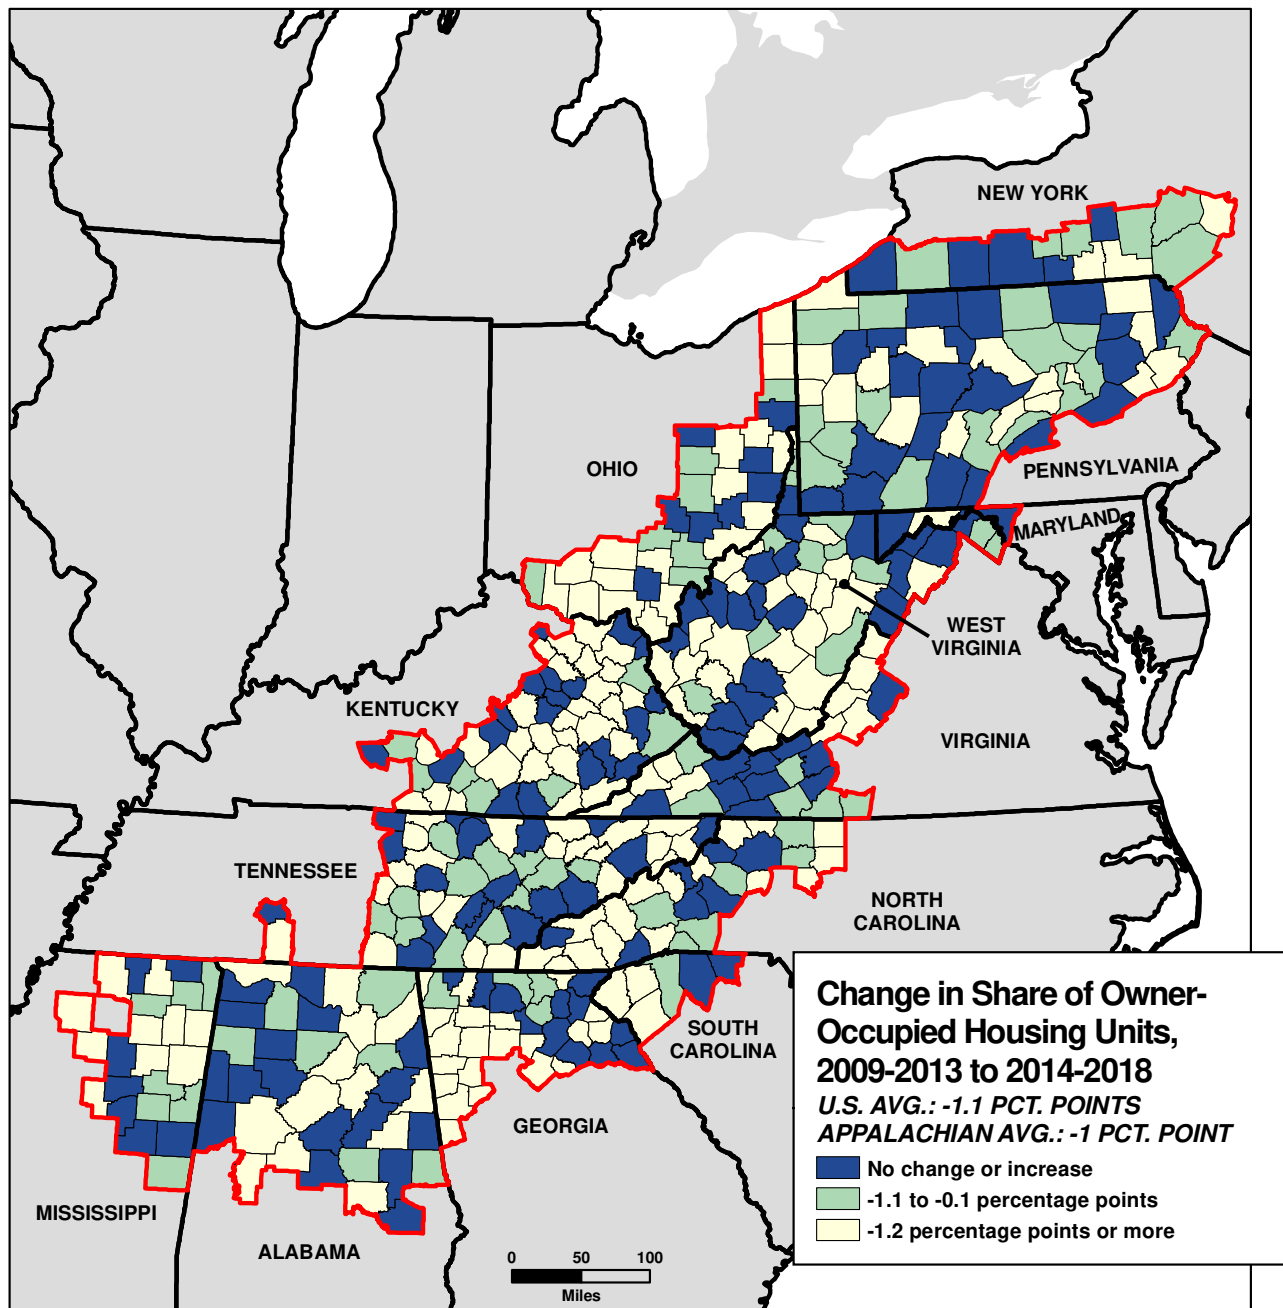 NEW YORK
OHIO
PENNSYLVANIA
MARYLAND
WEST
VIRGINIA
KENTUCKY
VIRGINIA
TENNESSEE
NORTH
CAROLINA
SOUTH
CAROLINA
GEORGIA
MISSISSIPPI
ALABAMA
Change in Share of Owner-
Occupied Housing Units,
2009-2013 to 2014-2018
U.S. AVG.: -1.1 PCT. POINTS
APPALACHIAN AVG.: -1 PCT. POINT
No change or increase
-1.1 to -0.1 percentage points
-1.2 percentage points or more
0 50 100
Miles